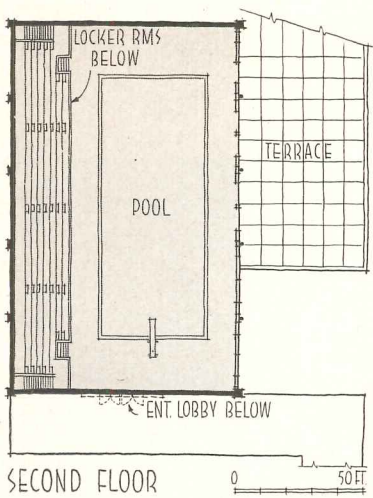 LOCKER RMS
BELOW
TERRACE
POOL
ENT. LOBBY BELOW
SECOND FLOOR
0 50 FT.